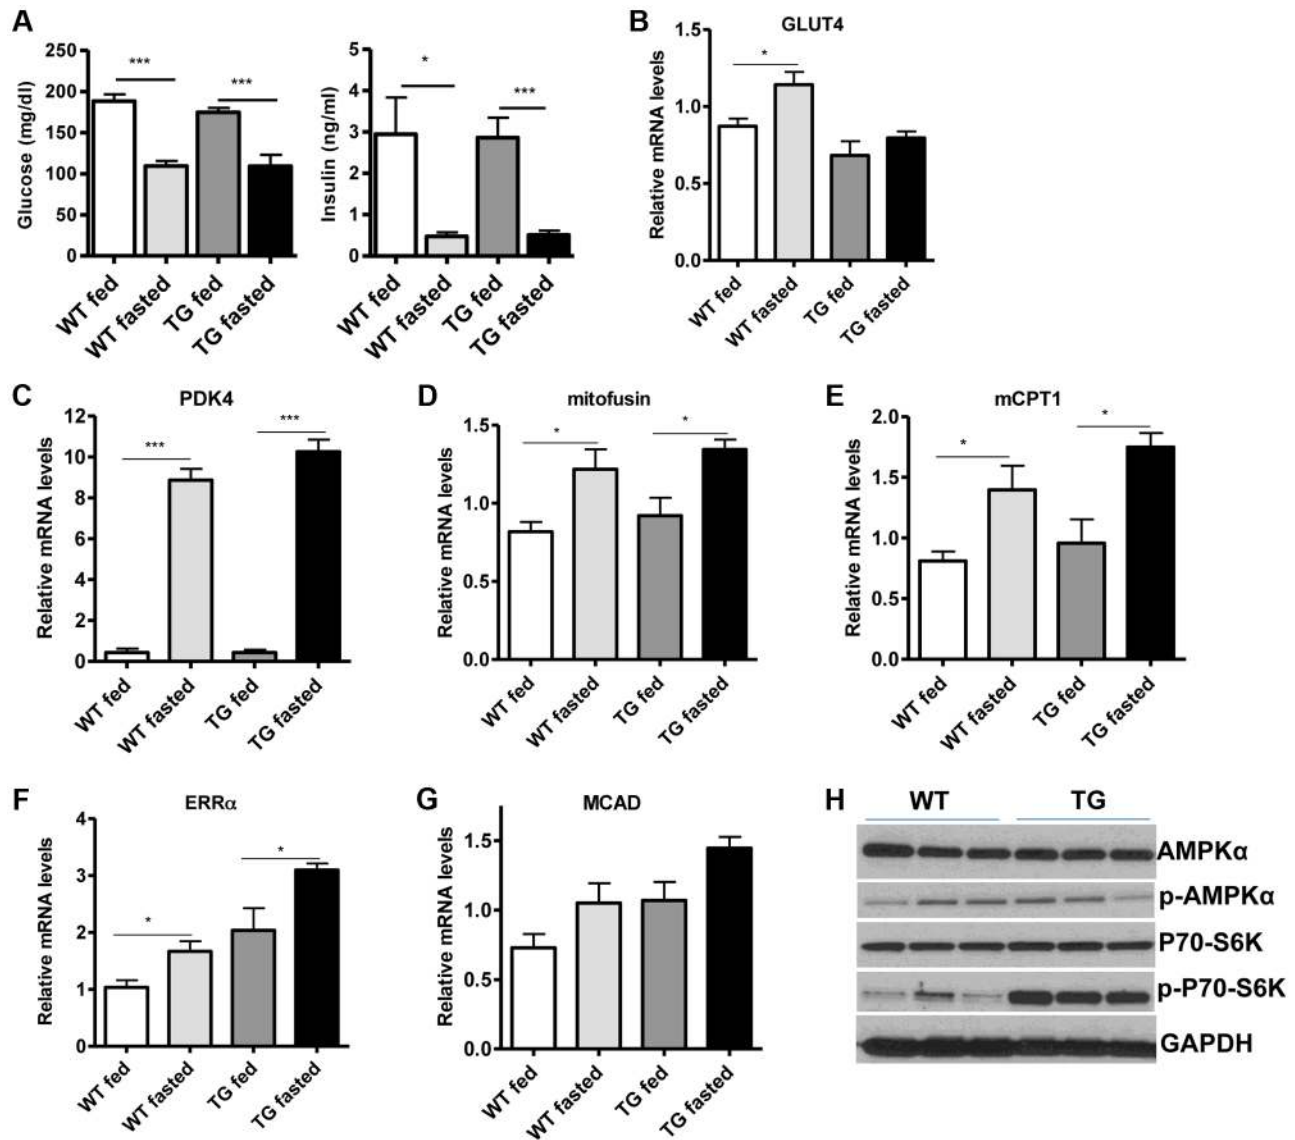 A
Glucose (mg/dl)
250
200
150
100
50
0
***
***
WT fed
WT fasted
TG fed
TG fasted
Insulin (ng/ml)
5
4
3
2
1
0
*
***
WT fed
WT fasted
TG fed
TG fasted
B
GLUT4
Relative mRNA levels
1.5
1.0
0.5
0.0
*
WT fed
WT fasted
TG fed
TG fasted
C
PDK4
Relative mRNA levels
12
10
8
6
4
2
0
***
***
WT fed
WT fasted
TG fed
TG fasted
D
mitofusin
Relative mRNA levels
1.5
1.0
0.5
0.0
*
*
WT fed
WT fasted
TG fed
TG fasted
E
mCPT1
Relative mRNA levels
2.0
1.5
1.0
0.5
0.0
*
*
WT fed
WT fasted
TG fed
TG fasted
F
ERRα
Relative mRNA levels
4
3
2
1
0
*
*
WT fed
WT fasted
TG fed
TG fasted
G
MCAD
Relative mRNA levels
1.5
1.0
0.5
0.0
WT fed
WT fasted
TG fed
TG fasted
H
WT TG
AMPKα
p-AMPKα
P70-S6K
p-P70-S6K
GAPDH